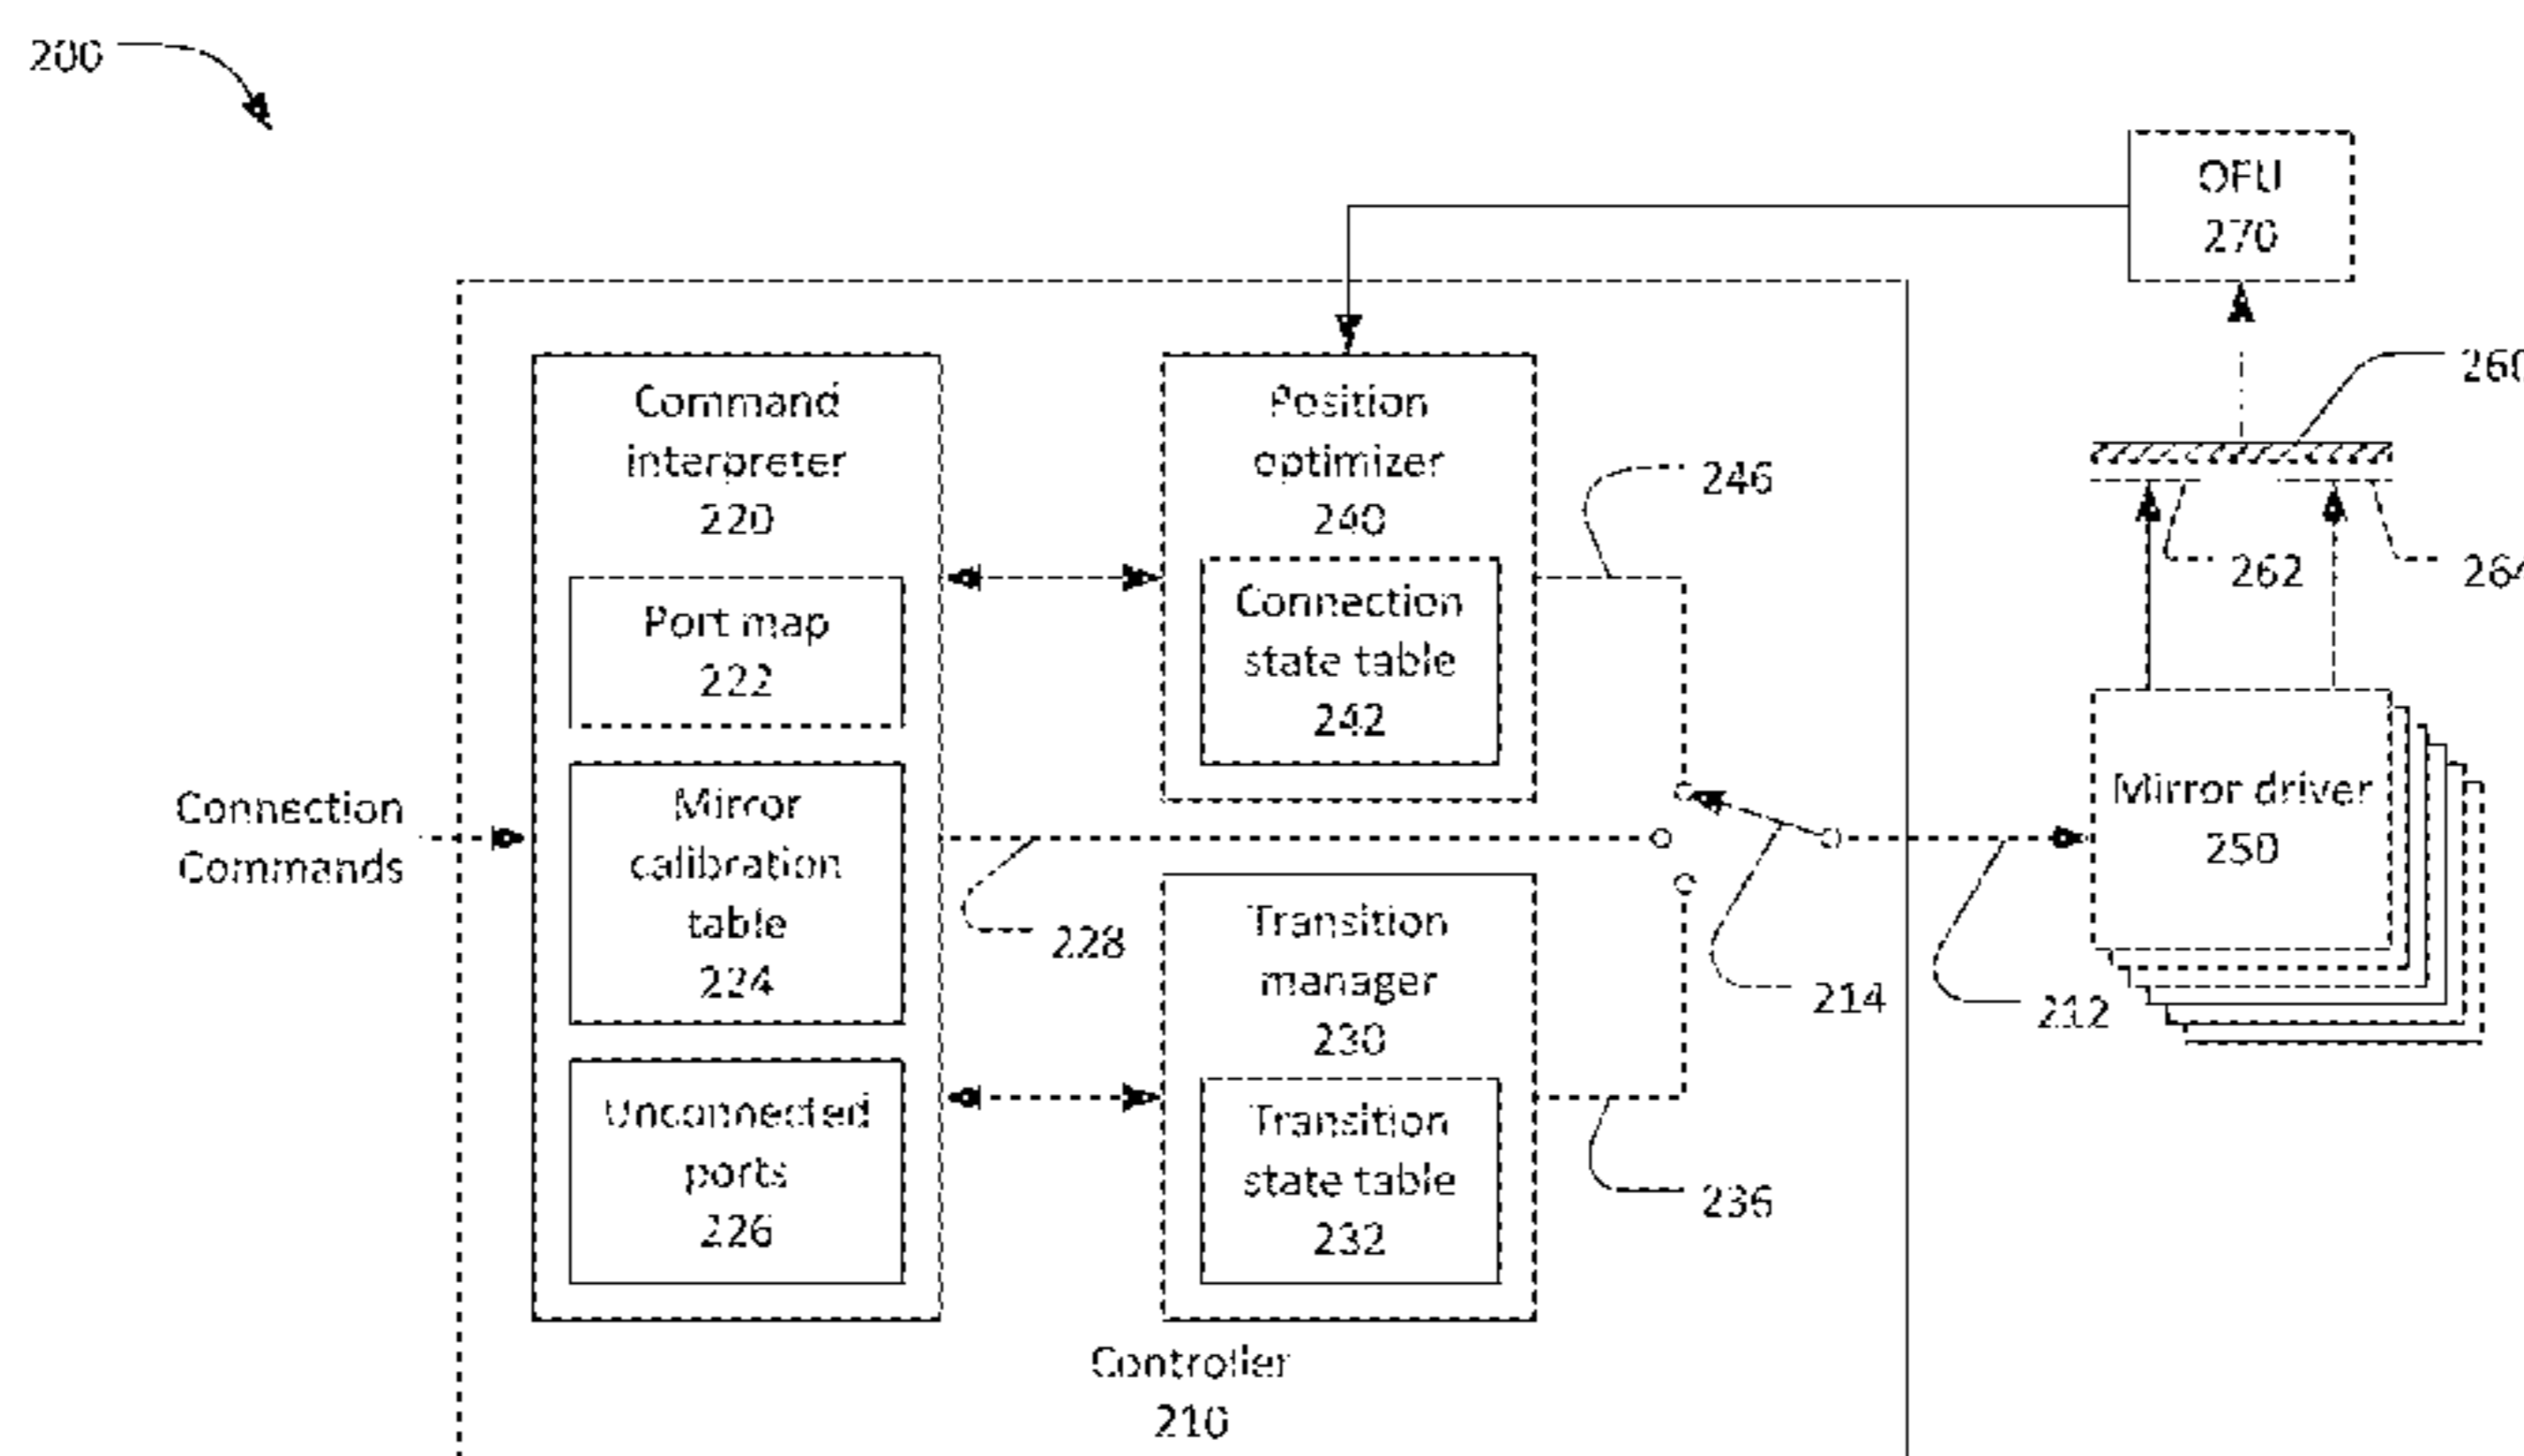 200
OFU
270
260
Command
interpreter
220
Position
optimizer
240
246
262
264
Port map
222
Connection
state table
242
Connection
Commands
Mirror
calibration
table
224
Mirror driver
250
228
Transition
manager
230
214
212
Unconnected
ports
226
Transition
state table
232
236
Controller
210